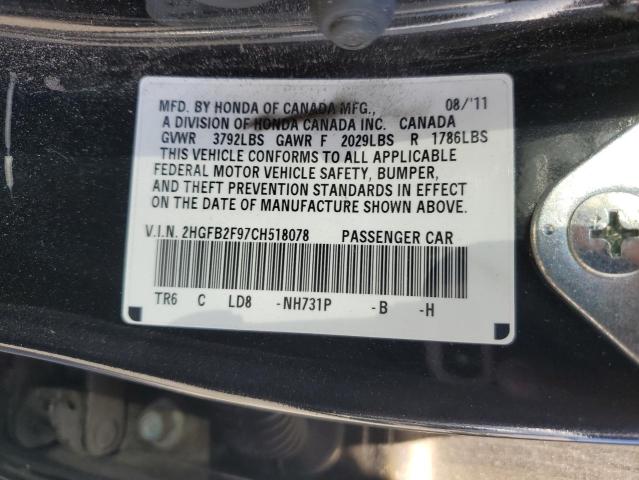 MFD. BY HONDA OF CANADA MFG., 08/'11
A DIVISION OF HONDA CANADA INC. CANADA
GVWR 3792LBS GAWR F 2029LBS R 1786LBS
THIS VEHICLE CONFORMS TO ALL APPLICABLE
FEDERAL MOTOR VEHICLE SAFETY, BUMPER,
AND THEFT PREVENTION STANDARDS IN EFFECT
ON THE DATE OF MANUFACTURE SHOWN ABOVE.
V.I.N. 2HGFB2F97CH518078 PASSENGER CAR
TR6 C LD8 -NH731P -B -H